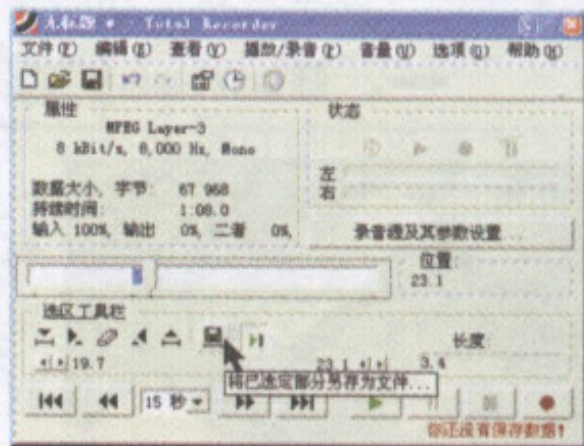 未标题 * - Total Recorder
文件(F) 编辑(E) 查看(V) 播放/录音(P) 音量(V) 选项(O) 帮助(H)
属性
MPEG Layer-3
8 kBit/s, 8,000 Hz, Mono
数据大小, 字节: 67 968
持续时间: 1:08.0
输入 100%, 输出 0%, 二者 0%,
状态
左
右
录音源及其参数设置...
位置:
23.1
选区工具栏
长度:
19.7 23.1 3.4
将已选定部分另存为文件...
15 秒
你还没有保存数据!